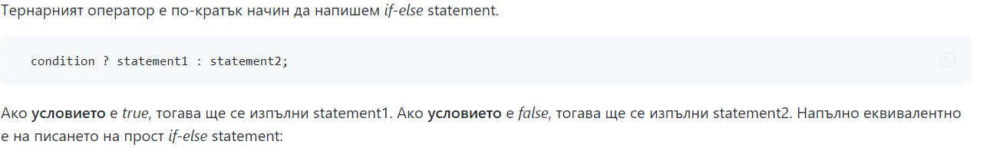 Тернарният оператор е по-кратък начин да напишем if-else statement.
condition ? statement1 : statement2;
Ако условието е true, тогава ще се изпълни statement1. Ако условието е false, тогава ще се изпълни statement2. Напълно еквивалентно
е на писането на прост if-else statement: